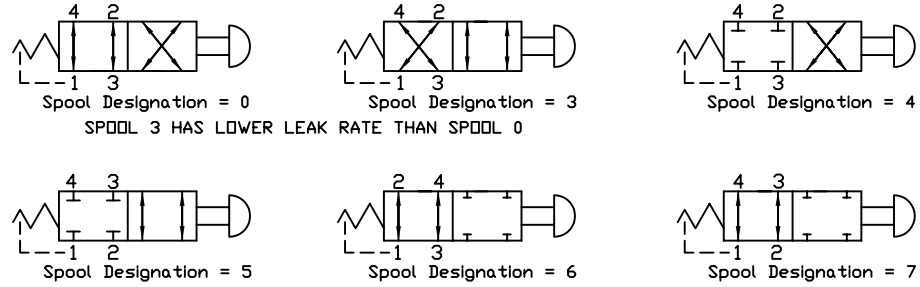 4 2
4 2
4 2
1 3
1 3
1 3
Spool Designation = 0
Spool Designation = 3
Spool Designation = 4
SPOOL 3 HAS LOWER LEAK RATE THAN SPOOL 0
4 3
2 4
4 3
1 2
1 3
1 2
Spool Designation = 5
Spool Designation = 6
Spool Designation = 7